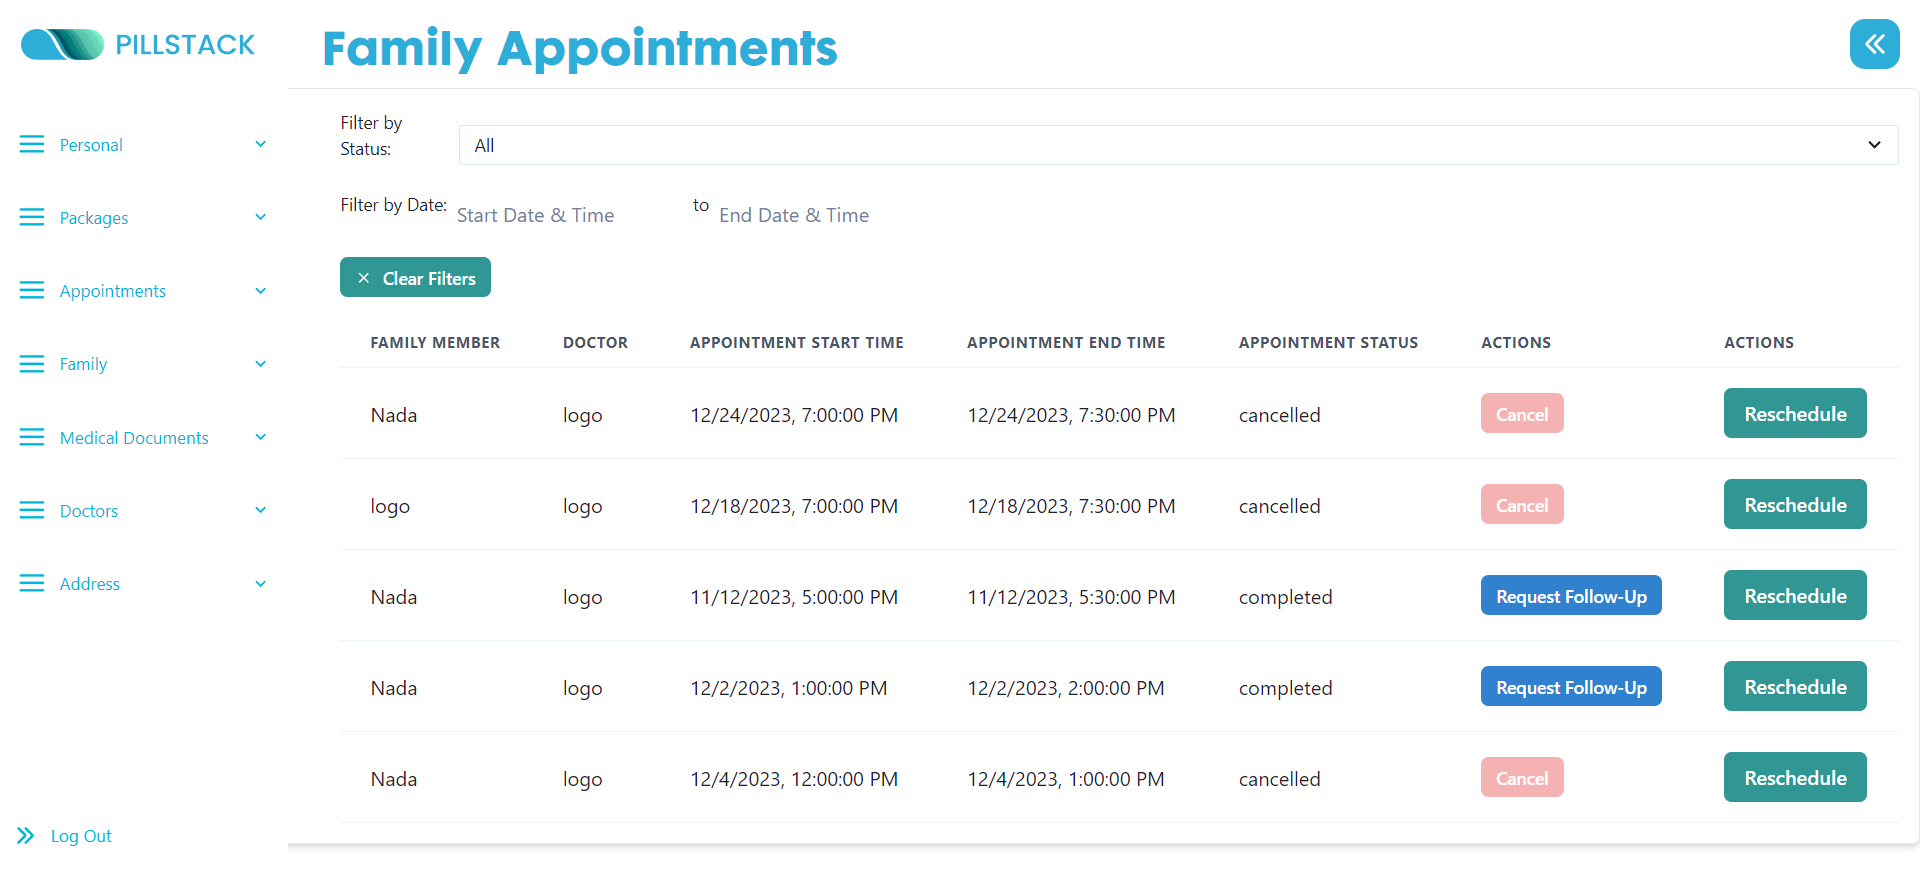 PILLSTACK
Family Appointments
Personal
Packages
Appointments
Family
Medical Documents
Doctors
Address
Log Out
Filter by
Status:
All
Filter by Date: Start Date & Time to End Date & Time
Clear Filters
FAMILY MEMBER DOCTOR APPOINTMENT START TIME APPOINTMENT END TIME APPOINTMENT STATUS ACTIONS ACTIONS
Nada logo 12/24/2023, 7:00:00 PM 12/24/2023, 7:30:00 PM cancelled Cancel Reschedule
logo logo 12/18/2023, 7:00:00 PM 12/18/2023, 7:30:00 PM cancelled Cancel Reschedule
Nada logo 11/12/2023, 5:00:00 PM 11/12/2023, 5:30:00 PM completed Request Follow-Up Reschedule
Nada logo 12/2/2023, 1:00:00 PM 12/2/2023, 2:00:00 PM completed Request Follow-Up Reschedule
Nada logo 12/4/2023, 12:00:00 PM 12/4/2023, 1:00:00 PM cancelled Cancel Reschedule